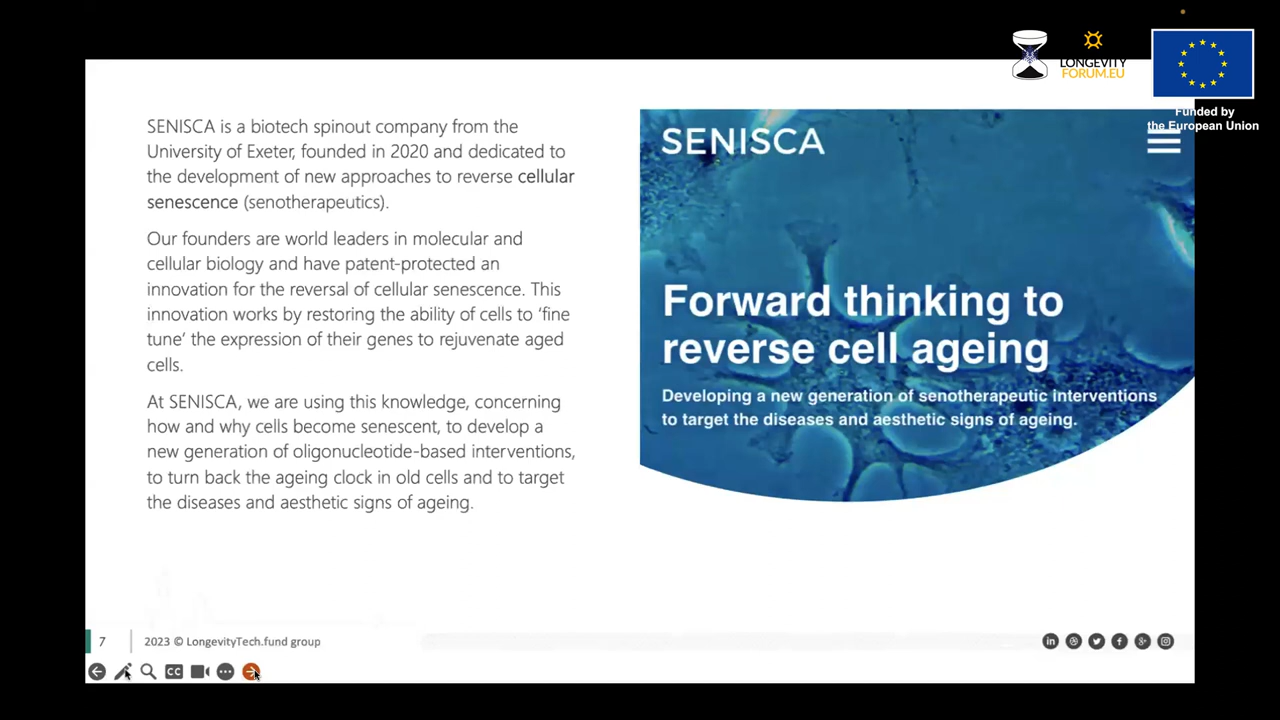 LONGEVITY
FORUM.EU
Funded by
the European Union
SENISCA is a biotech spinout company from the
University of Exeter, founded in 2020 and dedicated to
the development of new approaches to reverse cellular
senescence (senotherapeutics).
Our founders are world leaders in molecular and
cellular biology and have patent-protected an
innovation for the reversal of cellular senescence. This
innovation works by restoring the ability of cells to ‘fine
tune’ the expression of their genes to rejuvenate aged
cells.
At SENISCA, we are using this knowledge, concerning
how and why cells become senescent, to develop a
new generation of oligonucleotide-based interventions,
to turn back the ageing clock in old cells and to target
the diseases and aesthetic signs of ageing.
SENISCA
Forward thinking to
reverse cell ageing
Developing a new generation of senotherapeutic interventions
to target the diseases and aesthetic signs of ageing.
7
2023 © LongevityTech.fund group
CC